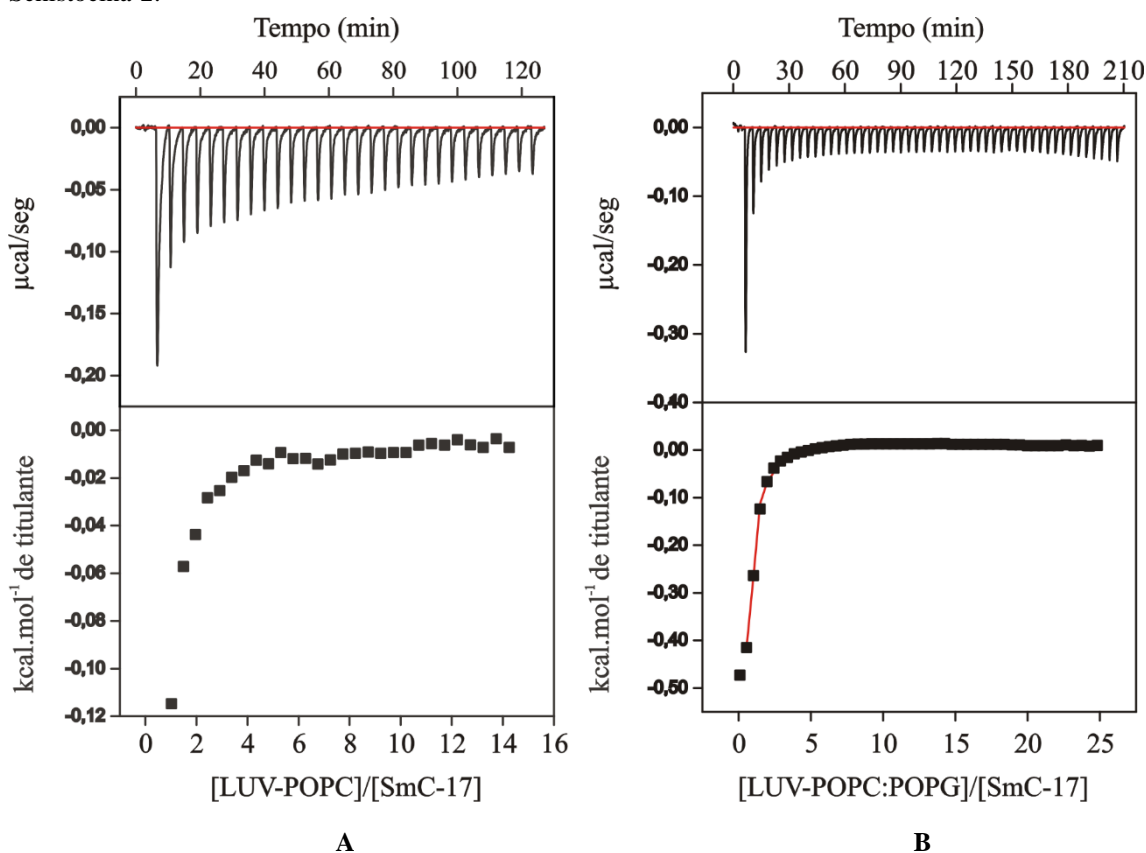 Tempo (min)
0 20 40 60 80 100 120
0,00
-0,05
-0,10
-0,15
-0,20
µcal/seg
0,00
-0,02
-0,04
-0,06
-0,08
-0,10
-0,12
kcal.mol⁻¹ de titulante
0 2 4 6 8 10 12 14 16
[LUV-POPC]/[SmC-17]
A
Tempo (min)
0 30 60 90 120 150 180 210
0,00
-0,10
-0,20
-0,30
-0,40
µcal/seg
0,00
-0,10
-0,20
-0,30
-0,40
-0,50
kcal.mol⁻¹ de titulante
0 5 10 15 20 25
[LUV-POPC:POPG]/[SmC-17]
B